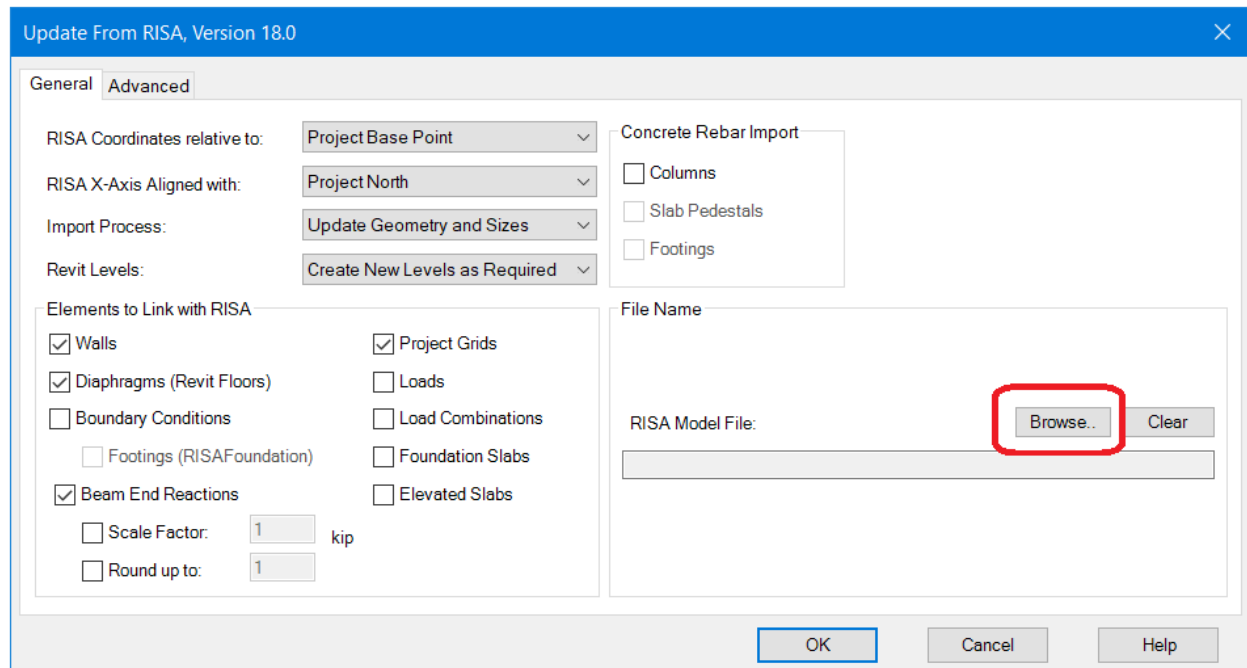 Update From RISA, Version 18.0
General Advanced
RISA Coordinates relative to: Project Base Point
RISA X-Axis Aligned with: Project North
Import Process: Update Geometry and Sizes
Revit Levels: Create New Levels as Required
Concrete Rebar Import
Columns
Slab Pedestals
Footings
Elements to Link with RISA
Walls
Diaphragms (Revit Floors)
Boundary Conditions
Footings (RISAFoundation)
Beam End Reactions
Scale Factor: 1 kip
Round up to: 1
Project Grids
Loads
Load Combinations
Foundation Slabs
Elevated Slabs
File Name
RISA Model File: Browse.. Clear
OK Cancel Help